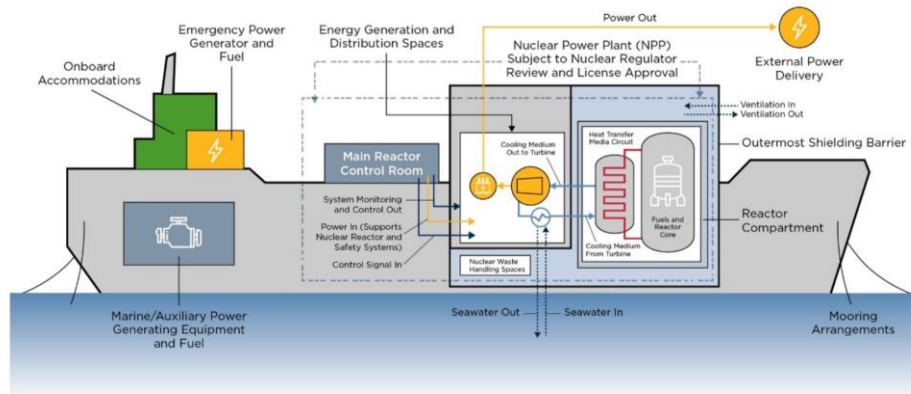 Power Out
Emergency Power
Generator and
Fuel
Energy Generation and
Distribution Spaces
Nuclear Power Plant (NPP)
Subject to Nuclear Regulator
Review and License Approval
External Power
Delivery
Onboard
Accommodations
Ventilation In
Ventilation Out
Cooling Medium
Out to Turbine
Heat Transfer
Media Circuit
Outermost Shielding Barrier
Main Reactor
Control Room
System Monitoring
and Control Out
Power In (Supports
Nuclear Reactor and
Safety Systems)
Control Signal In
Fuels and
Reactor
Core
Reactor
Compartment
Cooling Medium
From Turbine
Nuclear Waste
Handling Spaces
Seawater Out
Seawater In
Marine/Auxiliary Power
Generating Equipment
and Fuel
Mooring
Arrangements